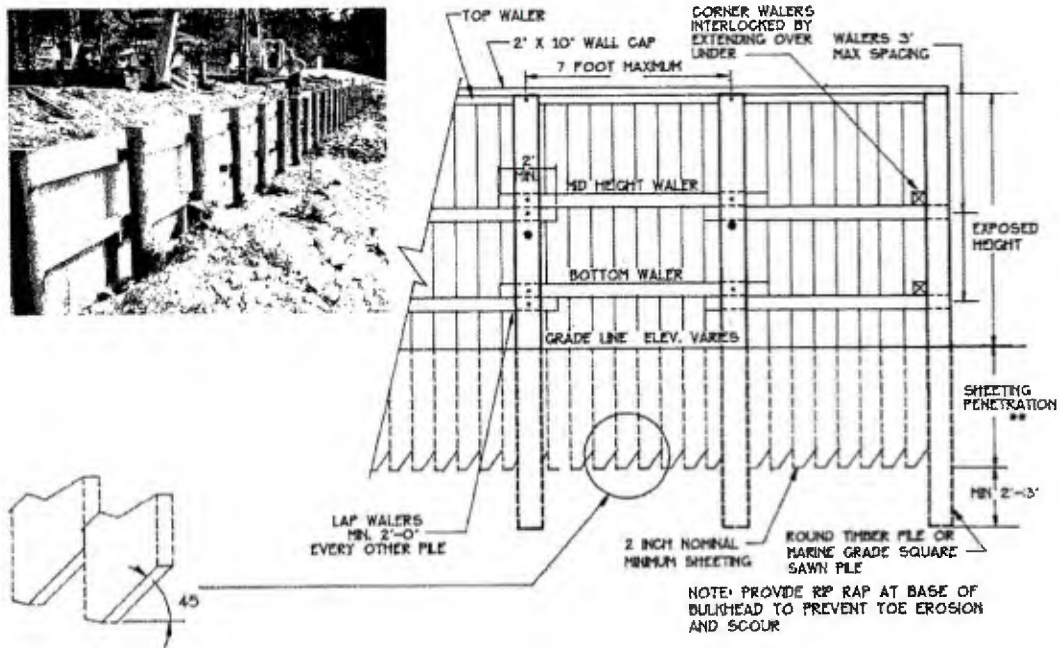 TOP WALER
2" X 10" WALL CAP
7 FOOT MAXIMUM
CORNER WALERS
INTERLOCKED BY
EXTENDING OVER
UNDER
WALERS 3'
MAX SPACING
2'
MIN.
MID HEIGHT WALER
EXPOSED
HEIGHT
BOTTOM WALER
GRADE LINE ELEV. VARIES
SHEETING
PENETRATION
**
MIN 2'-3'
LAP WALERS
MIN. 2'-0"
EVERY OTHER PILE
2 INCH NOMINAL
MINIMUM SHEETING
ROUND TIMBER PILE OR
MARINE GRADE SQUARE
SAWN PILE
45
NOTE: PROVIDE RIP RAP AT BASE OF
BULKHEAD TO PREVENT TOE EROSION
AND SCOUR